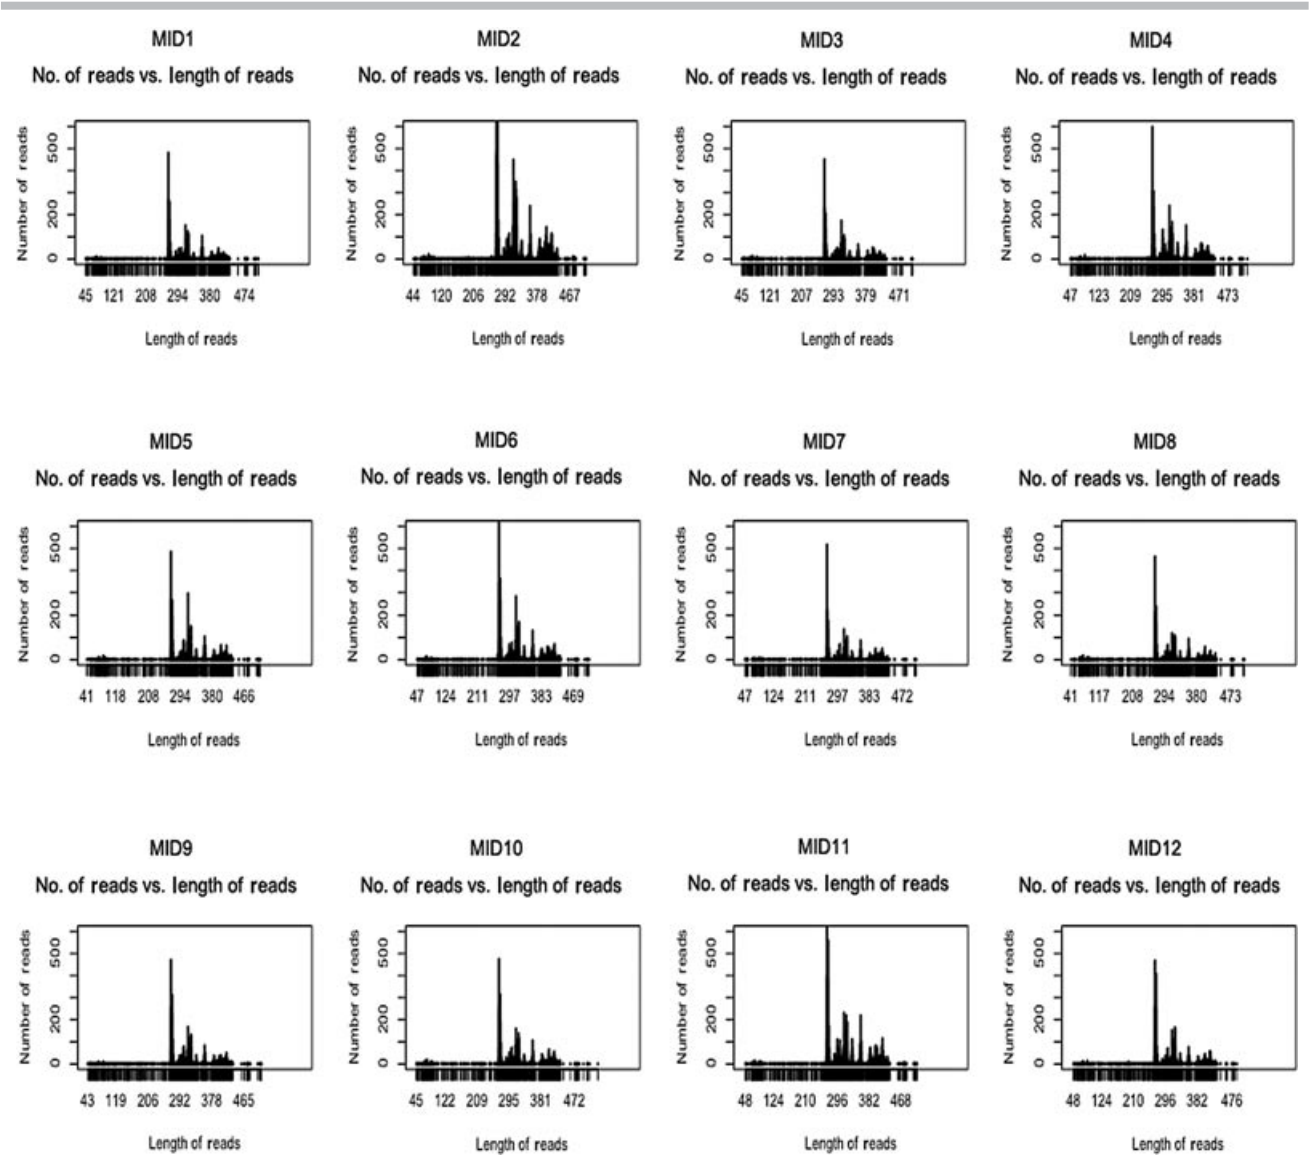 MID1
No. of reads vs. length of reads
Number of reads
500
200
0
45 121 208 294 380 474
Length of reads
MID2
No. of reads vs. length of reads
Number of reads
500
200
0
44 120 206 292 378 467
Length of reads
MID3
No. of reads vs. length of reads
Number of reads
500
200
0
45 121 207 293 379 471
Length of reads
MID4
No. of reads vs. length of reads
Number of reads
500
200
0
47 123 209 295 381 473
Length of reads
MID5
No. of reads vs. length of reads
Number of reads
500
200
0
41 118 208 294 380 466
Length of reads
MID6
No. of reads vs. length of reads
Number of reads
500
200
0
47 124 211 297 383 469
Length of reads
MID7
No. of reads vs. length of reads
Number of reads
500
200
0
47 124 211 297 383 472
Length of reads
MID8
No. of reads vs. length of reads
Number of reads
500
200
0
41 117 208 294 380 473
Length of reads
MID9
No. of reads vs. length of reads
Number of reads
500
200
0
43 119 206 292 378 465
Length of reads
MID10
No. of reads vs. length of reads
Number of reads
500
200
0
45 122 209 295 381 472
Length of reads
MID11
No. of reads vs. length of reads
Number of reads
500
200
0
48 124 210 296 382 468
Length of reads
MID12
No. of reads vs. length of reads
Number of reads
500
200
0
48 124 210 296 382 476
Length of reads